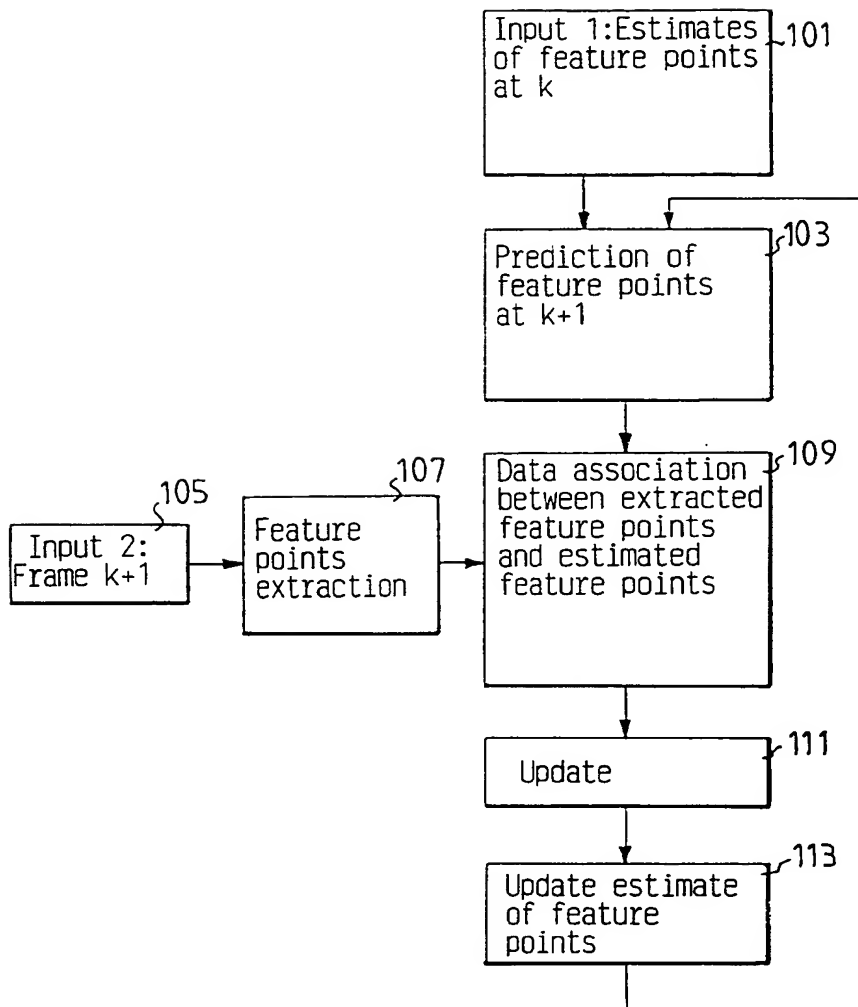 Input 1:Estimates
of feature points
at k
101
Prediction of
feature points
at k+1
103
Data association
between extracted
feature points
and estimated
feature points
109
105
Input 2:
Frame k+1
107
Feature
points
extraction
Update
111
Update estimate
of feature
points
113